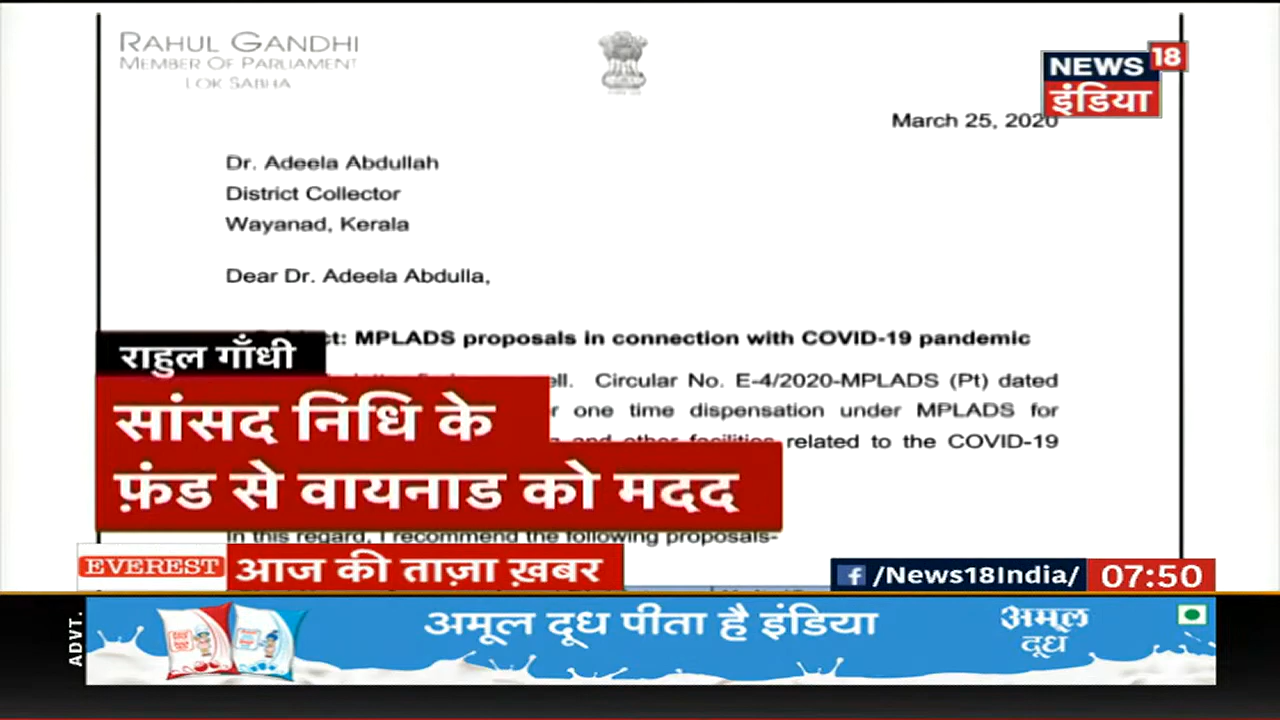 RAHUL GANDHI
MEMBER OF PARLIAMENT
LOK SABHA
NEWS 18
इंडिया
March 25, 2020
Dr. Adeela Abdullah
District Collector
Wayanad, Kerala
Dear Dr. Adeela Abdulla,
MPLADS proposals in connection with COVID-19 pandemic
राहुल गाँधी
Circular No. E-4/2020-MPLADS (Pt) dated
one time dispensation under MPLADS for
and other facilities related to the COVID-19
सांसद निधि के
फ़ंड से वायनाड को मदद
In this regard, I recommend the following proposals-
EVEREST आज की ताज़ा ख़बर
/News18India/ 07:50
ADVT.
अमूल दूध पीता है इंडिया
अमूल
दूध